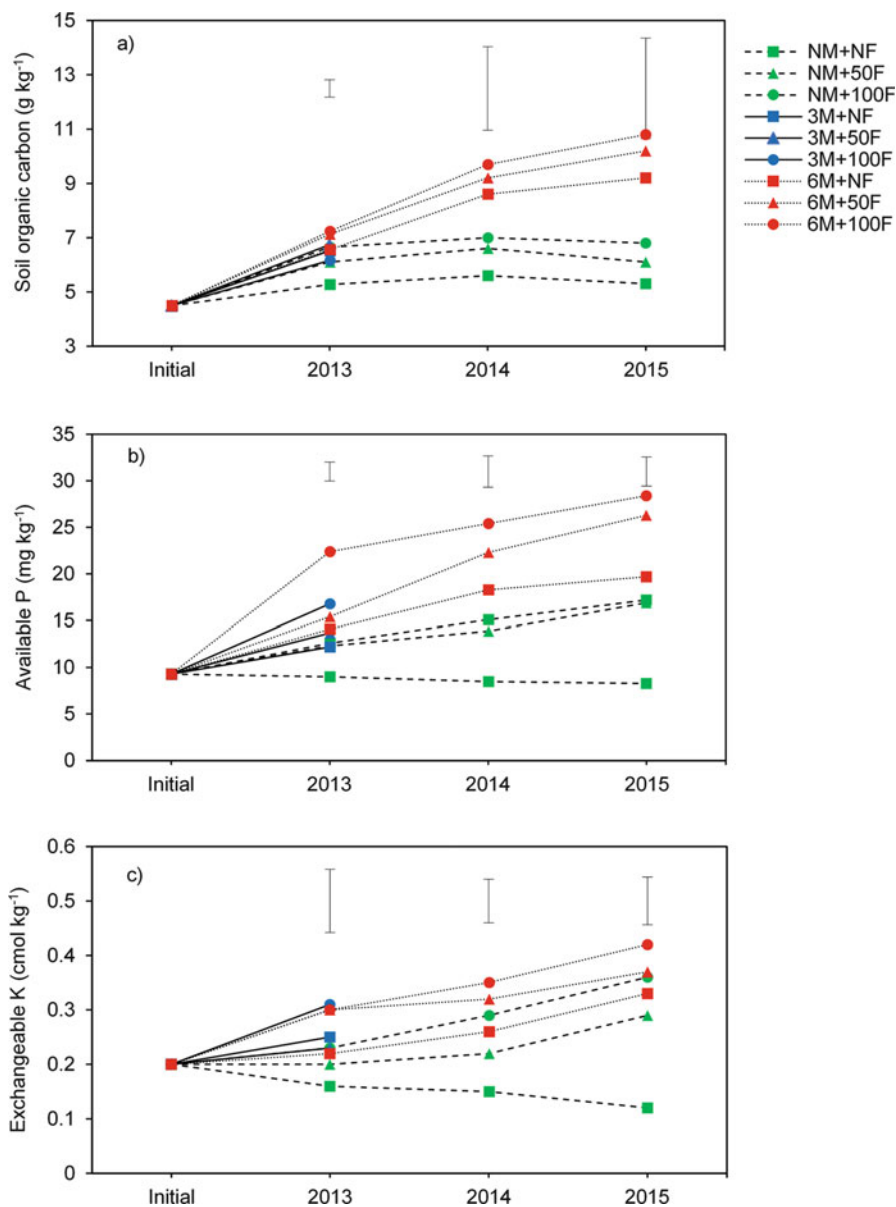 a)
Soil organic carbon (g kg⁻¹)
15
13
11
9
7
5
3
Initial 2013 2014 2015
NM+NF
NM+50F
NM+100F
3M+NF
3M+50F
3M+100F
6M+NF
6M+50F
6M+100F
b)
Available P (mg kg⁻¹)
35
30
25
20
15
10
5
0
Initial 2013 2014 2015
c)
Exchangeable K (cmol kg⁻¹)
0.6
0.5
0.4
0.3
0.2
0.1
0
Initial 2013 2014 2015